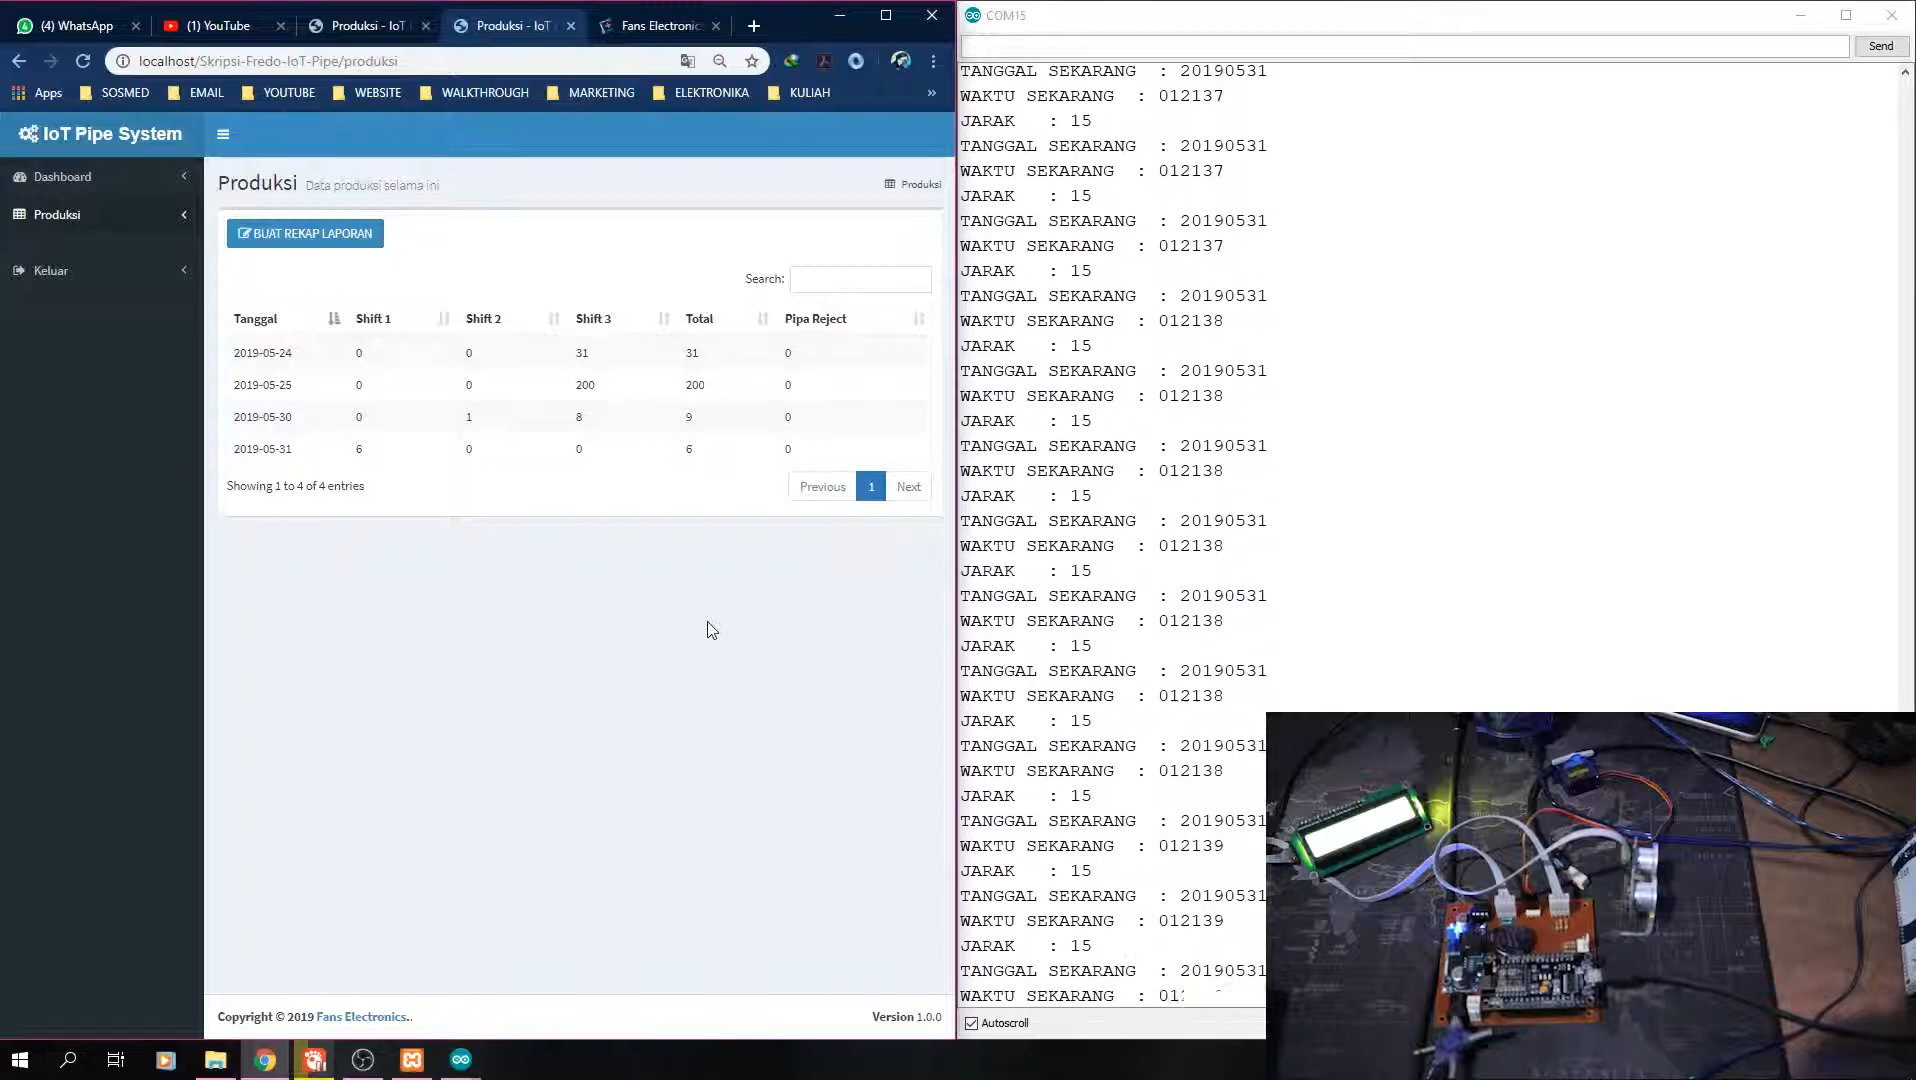 (4) WhatsApp
(1) YouTube
Produksi - IoT
Produksi - IoT
Fans Electronic
localhost/Skripsi-Fredo-IoT-Pipe/produksi
Apps
SOSMED
EMAIL
YOUTUBE
WEBSITE
WALKTHROUGH
MARKETING
ELEKTRONIKA
KULIAH
»
IoT Pipe System
Dashboard
Produksi
Keluar
Produksi Data produksi selama ini
Produksi
BUAT REKAP LAPORAN
Search:
Tanggal Shift 1 Shift 2 Shift 3 Total Pipa Reject
2019-05-24 0 0 31 31 0
2019-05-25 0 0 200 200 0
2019-05-30 0 1 8 9 0
2019-05-31 6 0 0 6 0
Showing 1 to 4 of 4 entries
Previous 1 Next
Copyright © 2019 Fans Electronics..
Version 1.0.0
COM15
Send
TANGGAL SEKARANG : 20190531
WAKTU SEKARANG : 012137
JARAK : 15
TANGGAL SEKARANG : 20190531
WAKTU SEKARANG : 012137
JARAK : 15
TANGGAL SEKARANG : 20190531
WAKTU SEKARANG : 012137
JARAK : 15
TANGGAL SEKARANG : 20190531
WAKTU SEKARANG : 012138
JARAK : 15
TANGGAL SEKARANG : 20190531
WAKTU SEKARANG : 012138
JARAK : 15
TANGGAL SEKARANG : 20190531
WAKTU SEKARANG : 012138
JARAK : 15
TANGGAL SEKARANG : 20190531
WAKTU SEKARANG : 012138
JARAK : 15
TANGGAL SEKARANG : 20190531
WAKTU SEKARANG : 012138
JARAK : 15
TANGGAL SEKARANG : 20190531
WAKTU SEKARANG : 012138
JARAK : 15
TANGGAL SEKARANG : 20190531
WAKTU SEKARANG : 012138
JARAK : 15
TANGGAL SEKARANG : 20190531
WAKTU SEKARANG : 012139
JARAK : 15
TANGGAL SEKARANG : 20190531
WAKTU SEKARANG : 012139
JARAK : 15
TANGGAL SEKARANG : 20190531
WAKTU SEKARANG :
Autoscroll